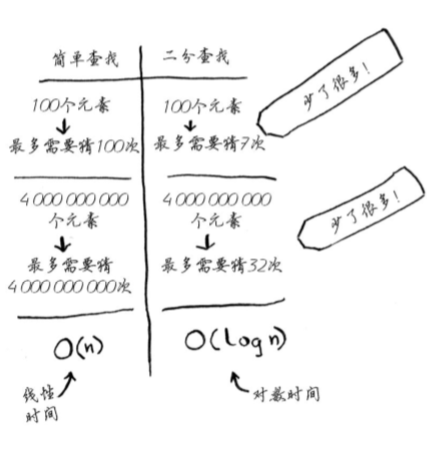 简单查找
二分查找
100个元素
最多需要猜100次
100个元素
最多需要猜7次
少了很多！
4 000 000 000
个元素
最多需要猜
4 000 000 000次
4 000 000 000
个元素
最多需要猜32次
少了很多！
O(n)
O(log n)
线性
时间
对数时间